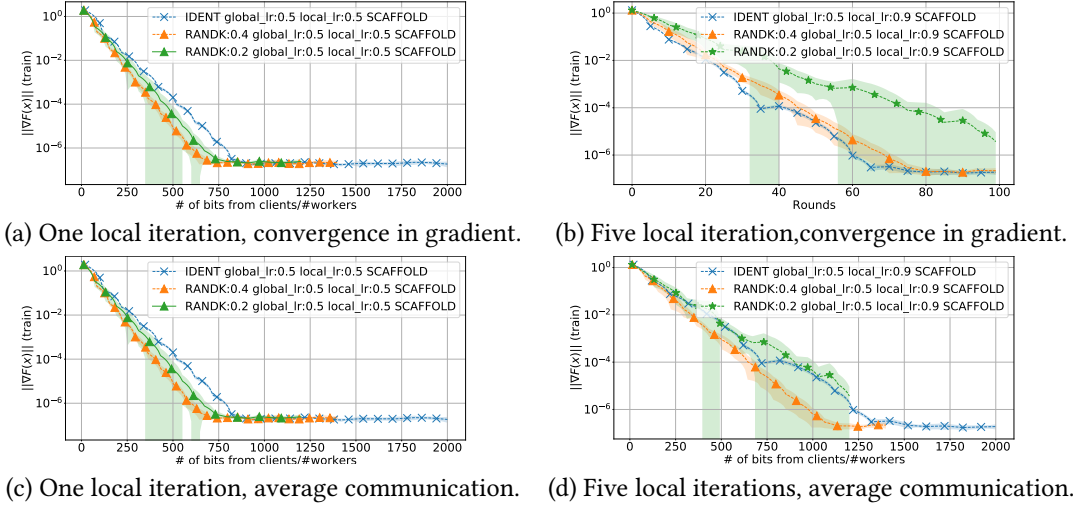 IDENT global_lr:0.5 local_lr:0.5 SCAFFOLD
RANDK:0.4 global_lr:0.5 local_lr:0.5 SCAFFOLD
RANDK:0.2 global_lr:0.5 local_lr:0.5 SCAFFOLD
||∇F(x)|| (train)
10⁰
10⁻²
10⁻⁴
10⁻⁶
0 250 500 750 1000 1250 1500 1750 2000
# of bits from clients/#workers
(a) One local iteration, convergence in gradient.
IDENT global_lr:0.5 local_lr:0.9 SCAFFOLD
RANDK:0.4 global_lr:0.5 local_lr:0.9 SCAFFOLD
RANDK:0.2 global_lr:0.5 local_lr:0.9 SCAFFOLD
||∇F(x)|| (train)
10⁰
10⁻²
10⁻⁴
10⁻⁶
0 20 40 60 80 100
Rounds
(b) Five local iteration,convergence in gradient.
IDENT global_lr:0.5 local_lr:0.5 SCAFFOLD
RANDK:0.4 global_lr:0.5 local_lr:0.5 SCAFFOLD
RANDK:0.2 global_lr:0.5 local_lr:0.5 SCAFFOLD
||∇F(x)|| (train)
10⁰
10⁻²
10⁻⁴
10⁻⁶
0 250 500 750 1000 1250 1500 1750 2000
# of bits from clients/#workers
(c) One local iteration, average communication.
IDENT global_lr:0.5 local_lr:0.9 SCAFFOLD
RANDK:0.4 global_lr:0.5 local_lr:0.9 SCAFFOLD
RANDK:0.2 global_lr:0.5 local_lr:0.9 SCAFFOLD
||∇F(x)|| (train)
10⁰
10⁻²
10⁻⁴
10⁻⁶
0 250 500 750 1000 1250 1500 1750 2000
# of bits from clients/#workers
(d) Five local iterations, average communication.